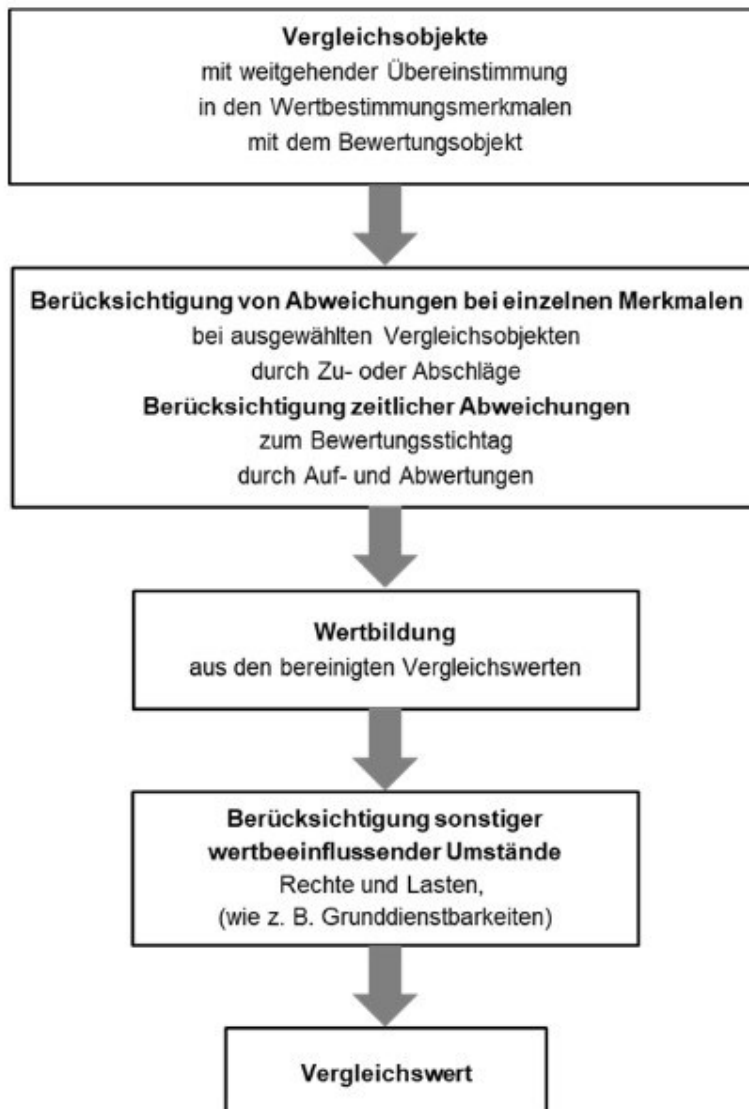 Vergleichsobjekte
mit weitgehender Übereinstimmung
in den Wertbestimmungsmerkmalen
mit dem Bewertungsobjekt
Berücksichtigung von Abweichungen bei einzelnen Merkmalen
bei ausgewählten Vergleichsobjekten
durch Zu- oder Abschläge
Berücksichtigung zeitlicher Abweichungen
zum Bewertungsstichtag
durch Auf- und Abwertungen
Wertbildung
aus den bereinigten Vergleichswerten
Berücksichtigung sonstiger
wertbeeinflussender Umstände
Rechte und Lasten,
(wie z. B. Grunddienstbarkeiten)
Vergleichswert